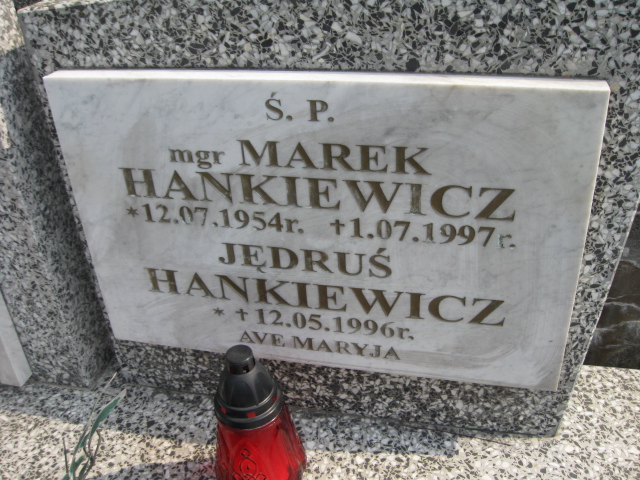 Ś. P.
mgr MAREK
HANKIEWICZ
* 12.07.1954r. † 1.07.1997r.
JĘDRUŚ
HANKIEWICZ
* † 12.05.1996r.
AVE MARYJA